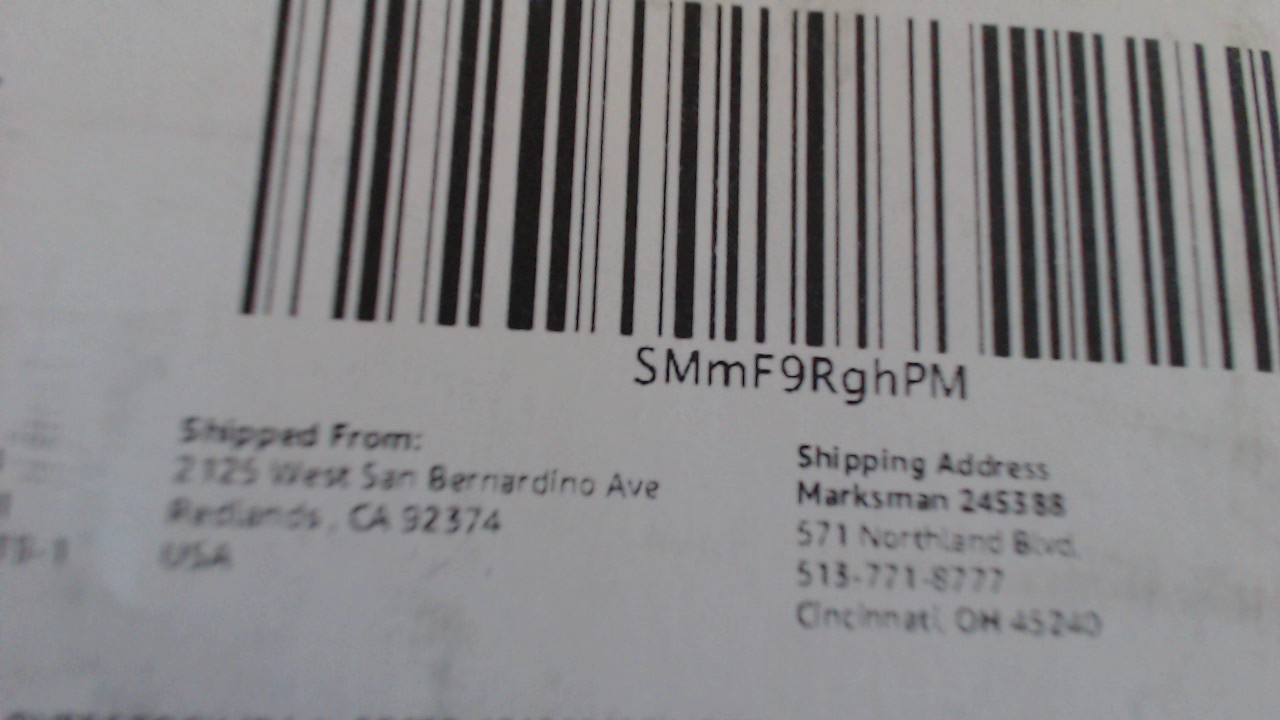 SMmF9RghPM
Shipped From:
2125 West San Bernardino Ave
Redlands , CA 92374
USA
Shipping Address
Marksman 245388
571 Northland Blvd.
513-771-8777
Cincinnati, OH 45240